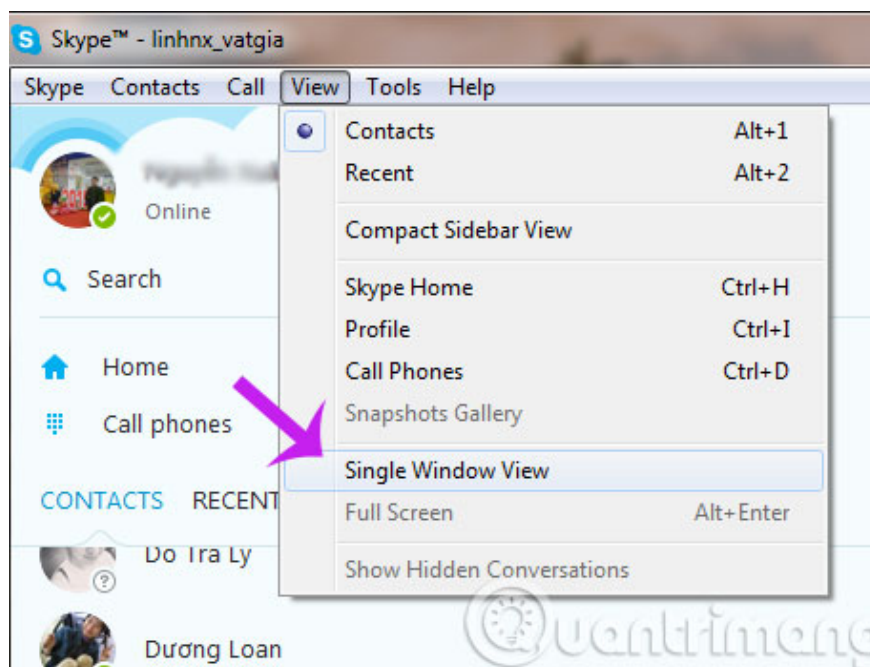 Skype™ - linhnx_vatgia
Skype Contacts Call View Tools Help
Contacts Alt+1
Recent Alt+2
Compact Sidebar View
Skype Home Ctrl+H
Profile Ctrl+I
Call Phones Ctrl+D
Snapshots Gallery
Single Window View
Full Screen Alt+Enter
Show Hidden Conversations
Online
Search
Home
Call phones
CONTACTS RECENT
Do Tra Ly
Dương Loan
Quantrimang